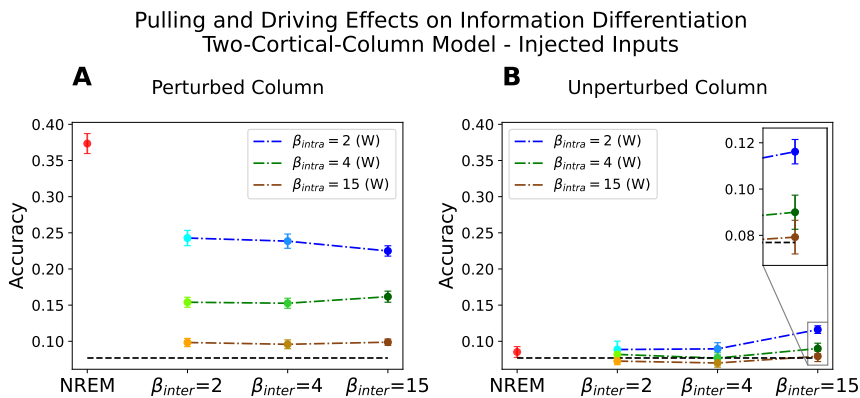 Pulling and Driving Effects on Information Differentiation
Two-Cortical-Column Model - Injected Inputs
A
Perturbed Column
Accuracy
0.40
0.35
0.30
0.25
0.20
0.15
0.10
β_intra = 2 (W)
β_intra = 4 (W)
β_intra = 15 (W)
NREM β_inter=2 β_inter=4 β_inter=15
B
Unperturbed Column
Accuracy
0.40
0.35
0.30
0.25
0.20
0.15
0.10
β_intra = 2 (W)
β_intra = 4 (W)
β_intra = 15 (W)
0.12
0.10
0.08
NREM β_inter=2 β_inter=4 β_inter=15